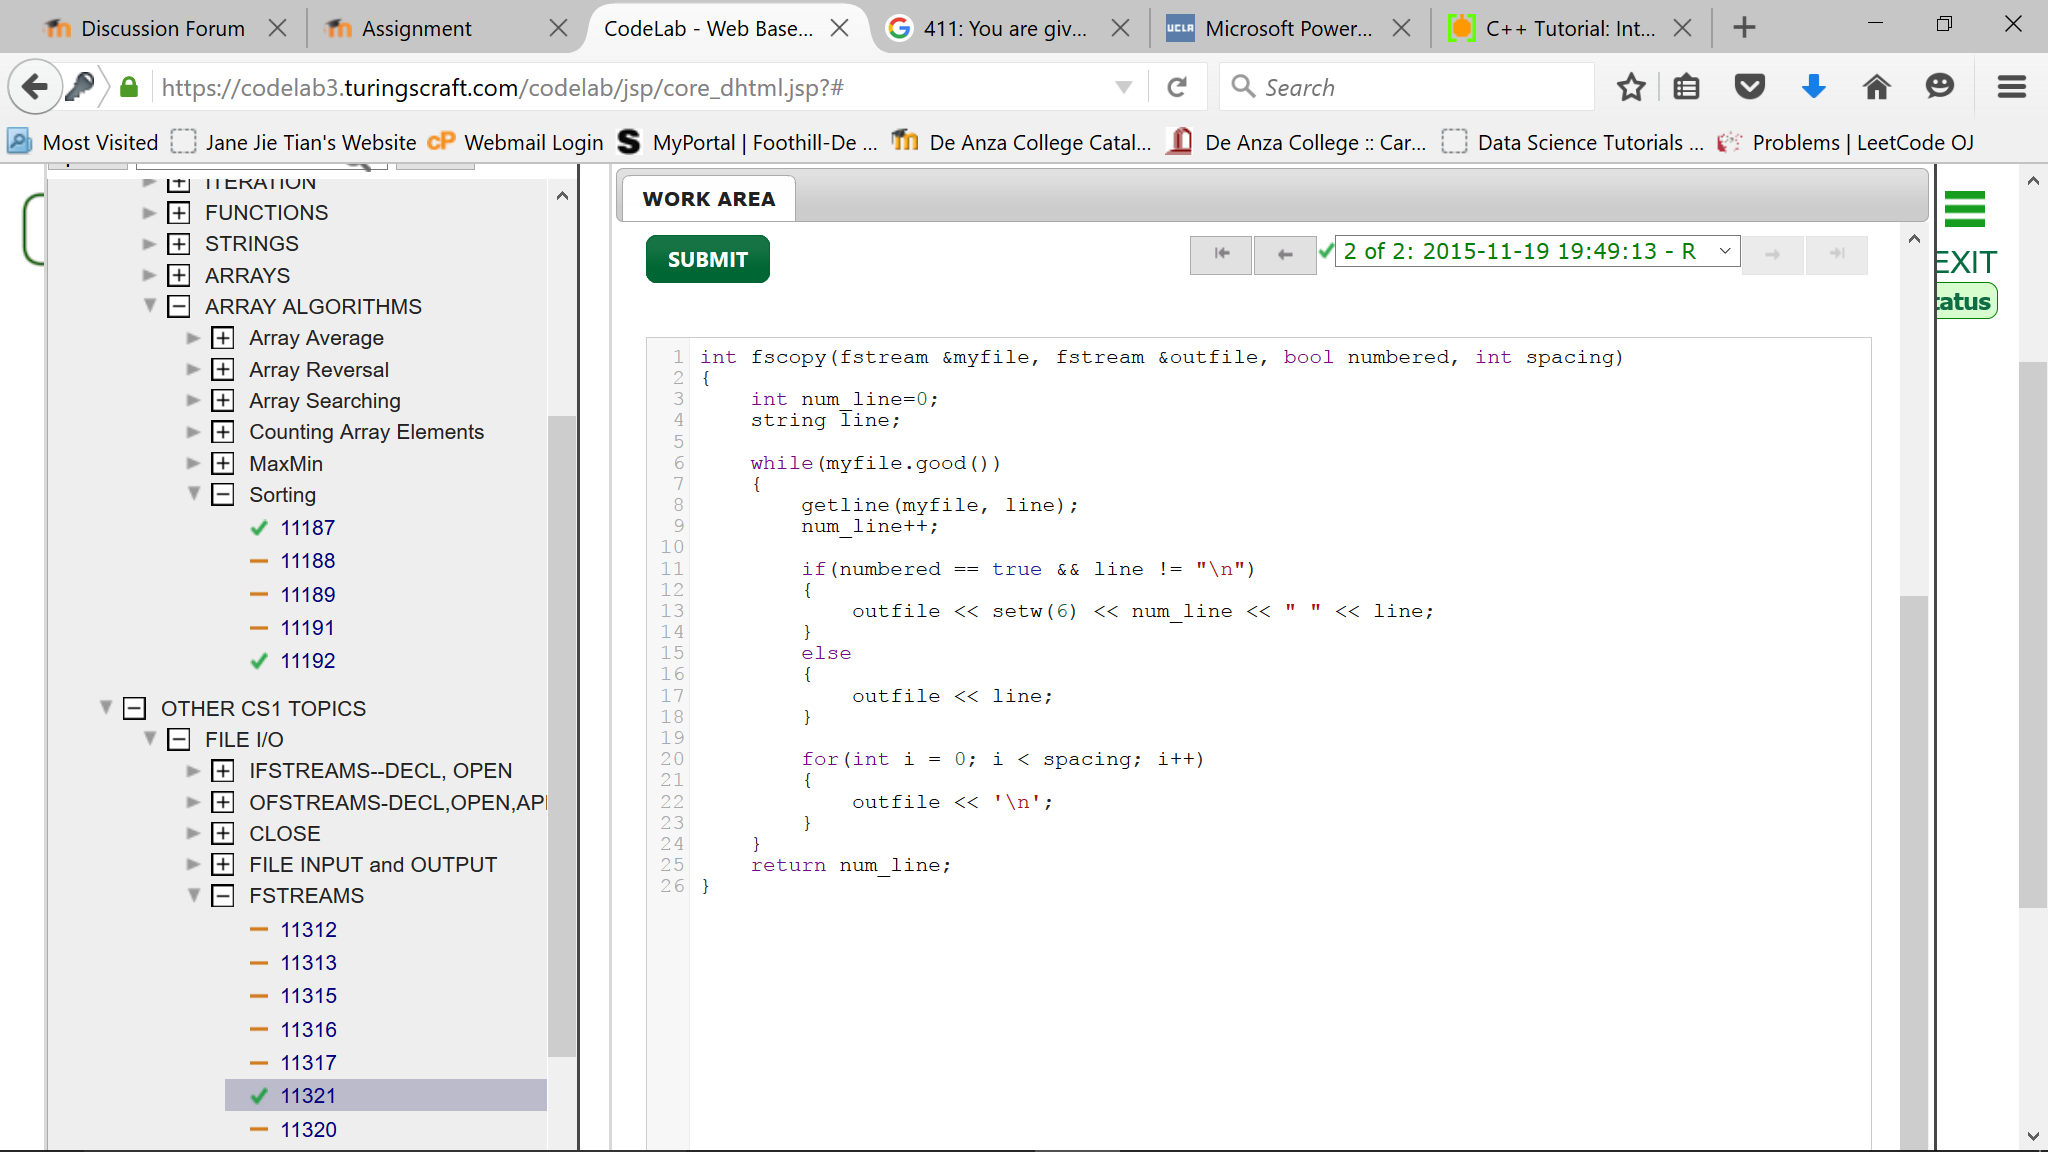 Discussion Forum
Assignment
CodeLab - Web Base...
411: You are giv...
UCLA Microsoft Power...
C++ Tutorial: Int...
https://codelab3.turingscraft.com/codelab/jsp/core_dhtml.jsp?#
Search
Most Visited
Jane Jie Tian's Website
cP Webmail Login
S MyPortal | Foothill-De ...
De Anza College Catal...
De Anza College :: Car...
Data Science Tutorials ...
Problems | LeetCode OJ
ITERATION
FUNCTIONS
STRINGS
ARRAYS
ARRAY ALGORITHMS
Array Average
Array Reversal
Array Searching
Counting Array Elements
MaxMin
Sorting
11187
11188
11189
11191
11192
OTHER CS1 TOPICS
FILE I/O
IFSTREAMS--DECL, OPEN
OFSTREAMS-DECL,OPEN,AP
CLOSE
FILE INPUT and OUTPUT
FSTREAMS
11312
11313
11315
11316
11317
11321
11320
WORK AREA
SUBMIT
2 of 2: 2015-11-19 19:49:13 - R
EXIT
tatus
1 int fscopy(fstream &myfile, fstream &outfile, bool numbered, int spacing)
2 {
3     int num_line=0;
4     string line;
5
6     while(myfile.good())
7     {
8         getline(myfile, line);
9         num_line++;
10
11         if(numbered == true && line != "\n")
12         {
13             outfile << setw(6) << num_line << " " << line;
14         }
15         else
16         {
17             outfile << line;
18         }
19
20         for(int i = 0; i < spacing; i++)
21         {
22             outfile << '\n';
23         }
24     }
25     return num_line;
26 }